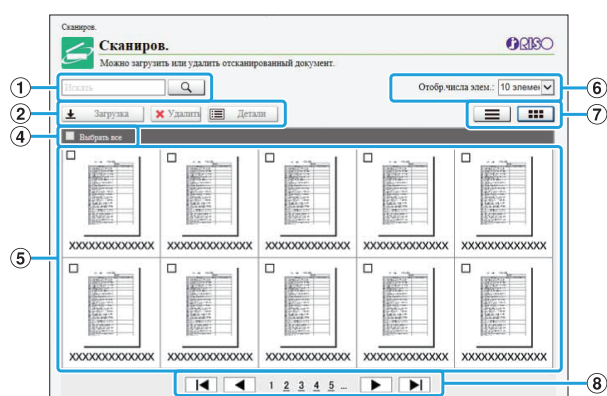 Сканиров.
Сканиров.
RISO
Можно загрузить или удалить отсканированный документ.
1 Искать Отобр.числа элем.: 10 элемен 6
2 Загрузка Удалить Детали 7
4 Выбрать все
5
XXXXXXXXXXXXX XXXXXXXXXXXXX XXXXXXXXXXXXX XXXXXXXXXXXXX XXXXXXXXXXXXX
XXXXXXXXXXXXX XXXXXXXXXXXXX XXXXXXXXXXXXX XXXXXXXXXXXXX XXXXXXXXXXXXX
1 2 3 4 5 ... 8